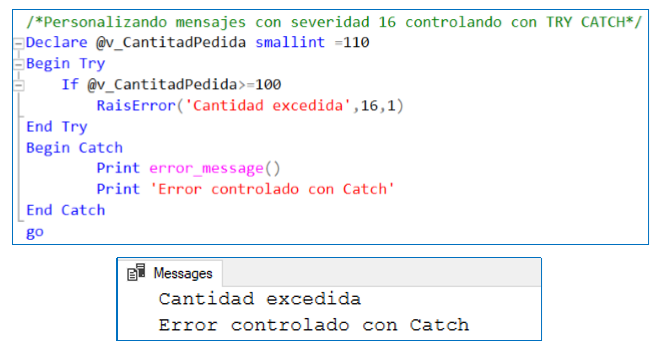 /*Personalizando mensajes con severidad 16 controlando con TRY CATCH*/
Declare @v_CantitadPedida smallint =110
Begin Try
If @v_CantitadPedida>=100
RaisError('Cantidad excedida',16,1)
End Try
Begin Catch
Print error_message()
Print 'Error controlado con Catch'
End Catch
go
Messages
Cantidad excedida
Error controlado con Catch